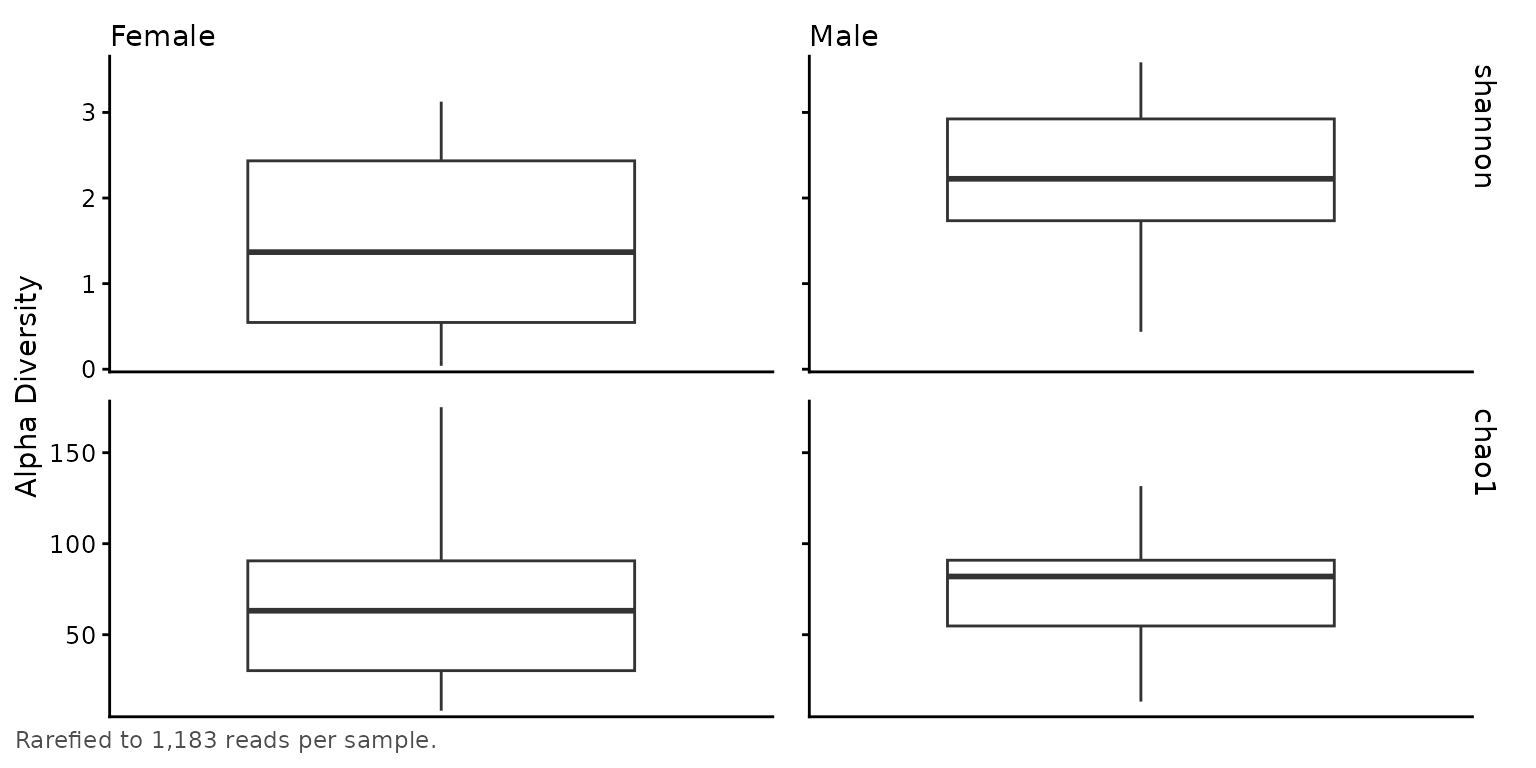 Female
Male
shannon
3
2
1
0
Alpha Diversity
chao1
150
100
50
Rarefied to 1,183 reads per sample.